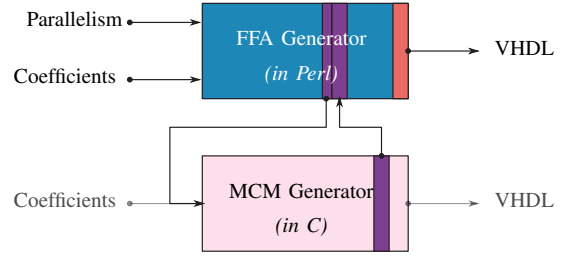 Parallelism
FFA Generator
VHDL
Coefficients
(in Perl)
MCM Generator
Coefficients
VHDL
(in C)